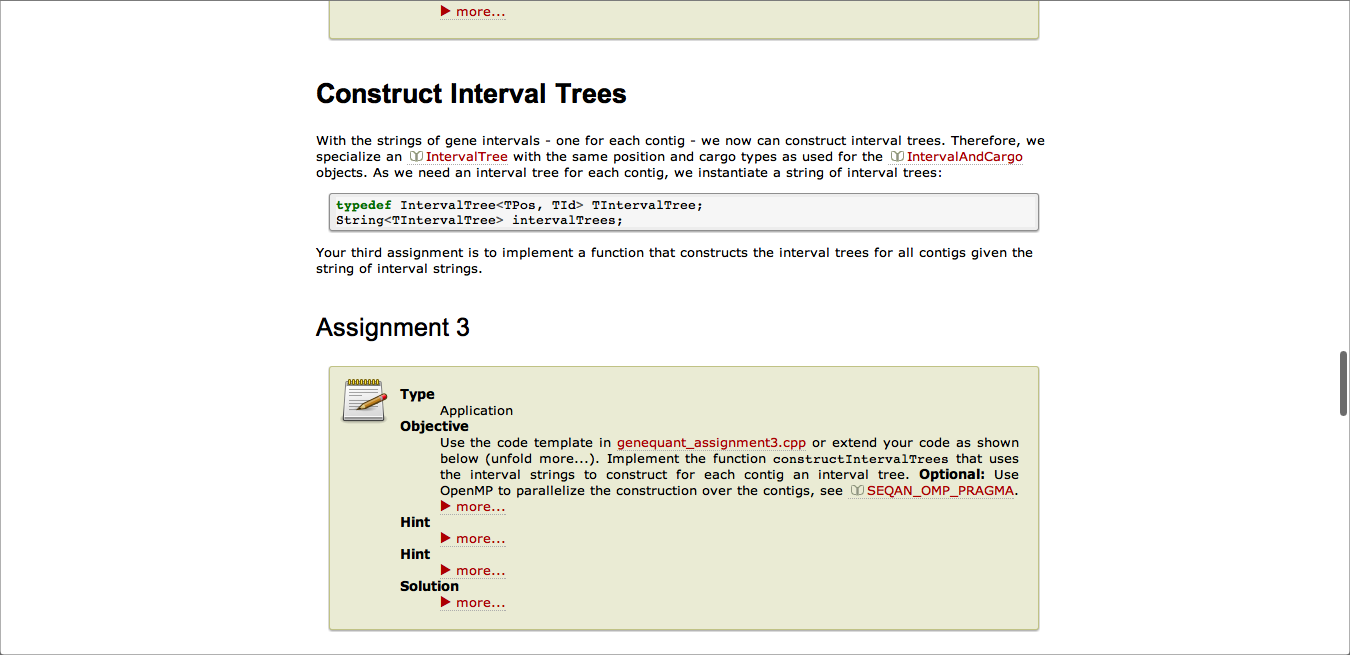 ▶ more...
Construct Interval Trees
With the strings of gene intervals - one for each contig - we now can construct interval trees. Therefore, we
specialize an IntervalTree with the same position and cargo types as used for the IntervalAndCargo
objects. As we need an interval tree for each contig, we instantiate a string of interval trees:
typedef IntervalTree<TPos, TId> TIntervalTree;
String<TIntervalTree> intervalTrees;
Your third assignment is to implement a function that constructs the interval trees for all contigs given the
string of interval strings.
Assignment 3
Type
Application
Objective
Use the code template in genequant_assignment3.cpp or extend your code as shown
below (unfold more...). Implement the function constructIntervalTrees that uses
the interval strings to construct for each contig an interval tree. Optional: Use
OpenMP to parallelize the construction over the contigs, see SEQAN_OMP_PRAGMA.
▶ more...
Hint
▶ more...
Hint
▶ more...
Solution
▶ more...